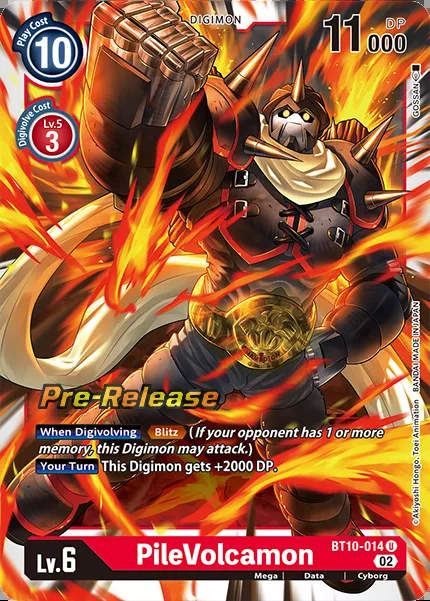 DIGIMON
Play Cost
10
DP
11000
Digivolve Cost
Lv.5
3
GOSSAN
Pre-Release
When Digivolving Blitz (If your opponent has 1 or more
memory, this Digimon may attack.)
Your Turn This Digimon gets +2000 DP.
©Akiyoshi Hongo, Toei Animation BANDAI MADE IN JAPAN
Lv.6
PileVolcamon
BT10-014 U
02
Mega | Data | Cyborg